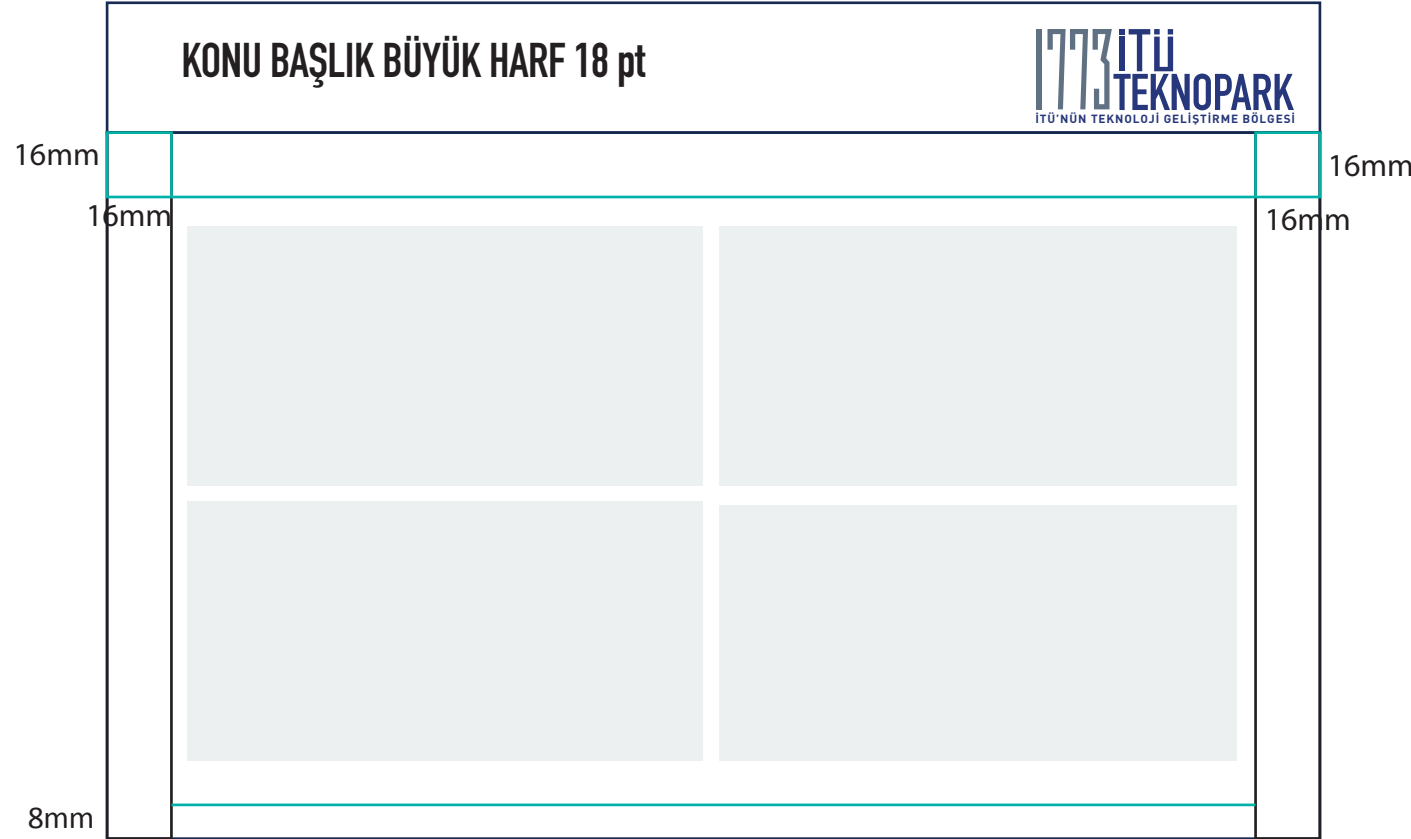 KONU BAŞLIK BÜYÜK HARF 18 pt
1773 İTÜ
TEKNOPARK
İTÜ'NÜN TEKNOLOJİ GELİŞTİRME BÖLGESİ
16mm
16mm
16mm
16mm
8mm